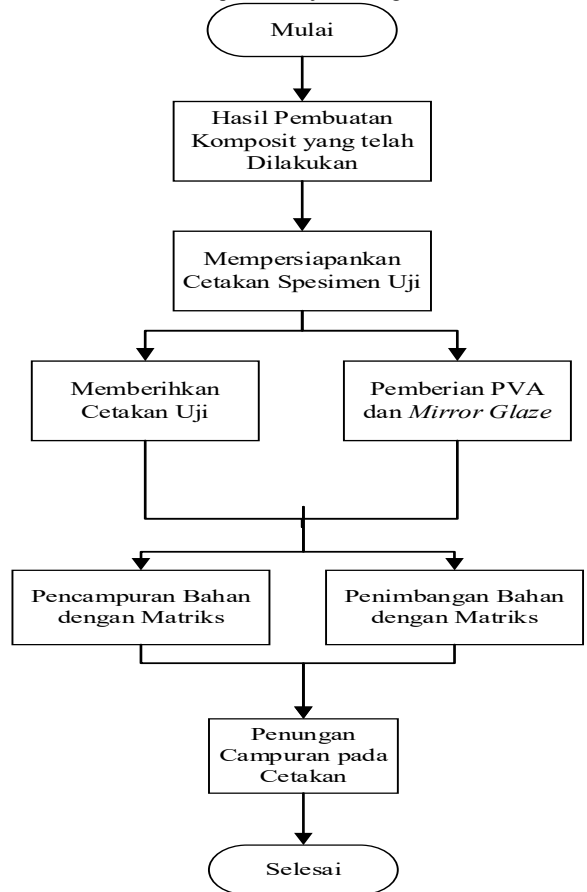 Mulai
Hasil Pembuatan
Komposit yang telah
Dilakukan
Mempersiapankan
Cetakan Spesimen Uji
Memberihkan
Cetakan Uji
Pemberian PVA
dan Mirror Glaze
Pencampuran Bahan
dengan Matriks
Penimbangan Bahan
dengan Matriks
Penungan
Campuran pada
Cetakan
Selesai